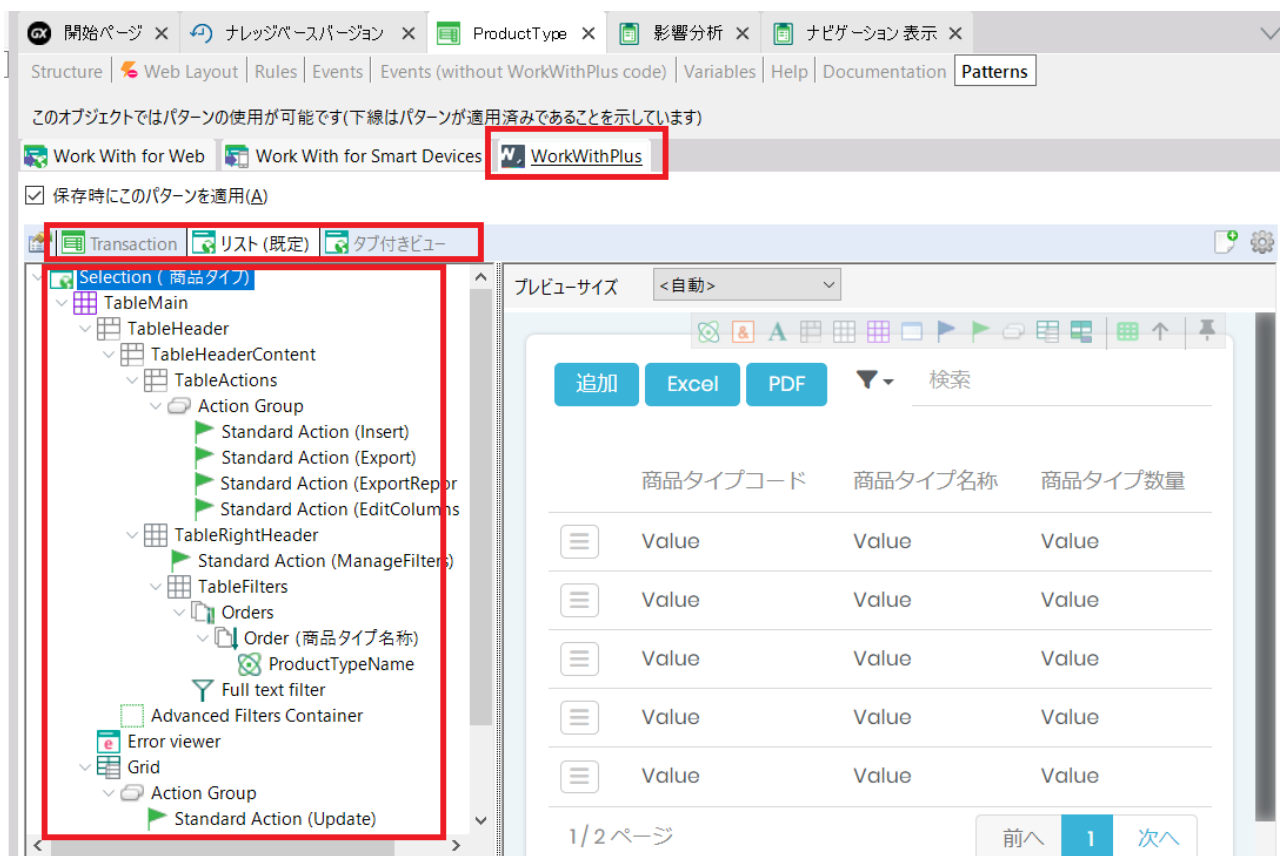 GX 開始ページ × ナレッジベースバージョン × ProductType × 影響分析 × ナビゲーション 表示 ×
Structure Web Layout Rules Events Events (without WorkWithPlus code) Variables Help Documentation Patterns
このオブジェクトではパターンの使用が可能です(下線はパターンが適用済みであることを示しています)
Work With for Web Work With for Smart Devices WorkWithPlus
保存時にこのパターンを適用(A)
Transaction リスト (既定) タブ付きビュー
Selection ( 商品タイプ)
TableMain
TableHeader
TableHeaderContent
TableActions
Action Group
Standard Action (Insert)
Standard Action (Export)
Standard Action (ExportRepor
Standard Action (EditColumns
TableRightHeader
Standard Action (ManageFilters)
TableFilters
Orders
Order (商品タイプ名称)
ProductTypeName
Full text filter
Advanced Filters Container
Error viewer
Grid
Action Group
Standard Action (Update)
プレビューサイズ <自動>
追加 Excel PDF 検索
商品タイプコード 商品タイプ名称 商品タイプ数量
Value Value Value
Value Value Value
Value Value Value
Value Value Value
Value Value Value
1/2 ページ 前へ 1 次へ